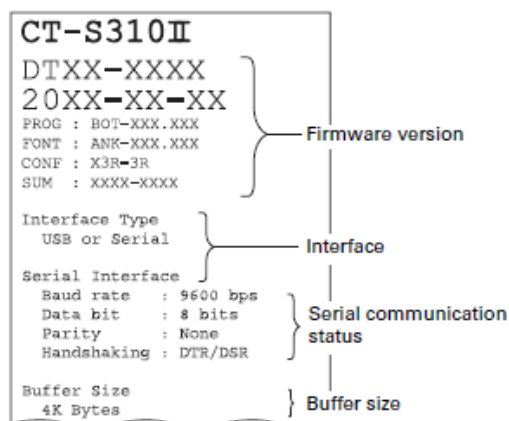 CT-S310Ⅱ
DTXX-XXXX
20XX-XX-XX
PROG : BOT-XXX.XXX
FONT : ANK-XXX.XXX
CONF : X3R-3R
SUM : XXXX-XXXX
Firmware version
Interface Type
USB or Serial
Interface
Serial Interface
Baud rate : 9600 bps
Data bit : 8 bits
Parity : None
Handshaking : DTR/DSR
Serial communication
status
Buffer Size
4K Bytes
Buffer size